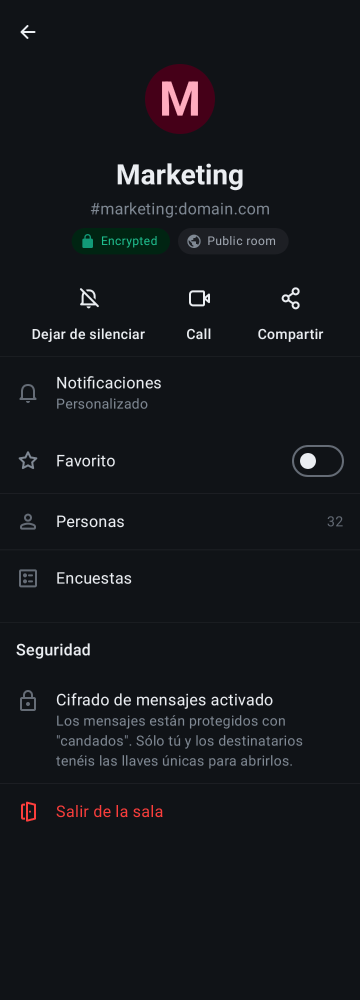 M
Marketing
#marketing:domain.com
Encrypted
Public room
Dejar de silenciar
Call
Compartir
Notificaciones
Personalizado
Favorito
Personas
32
Encuestas
Seguridad
Cifrado de mensajes activado
Los mensajes están protegidos con
"candados". Sólo tú y los destinatarios
tenéis las llaves únicas para abrirlos.
Salir de la sala